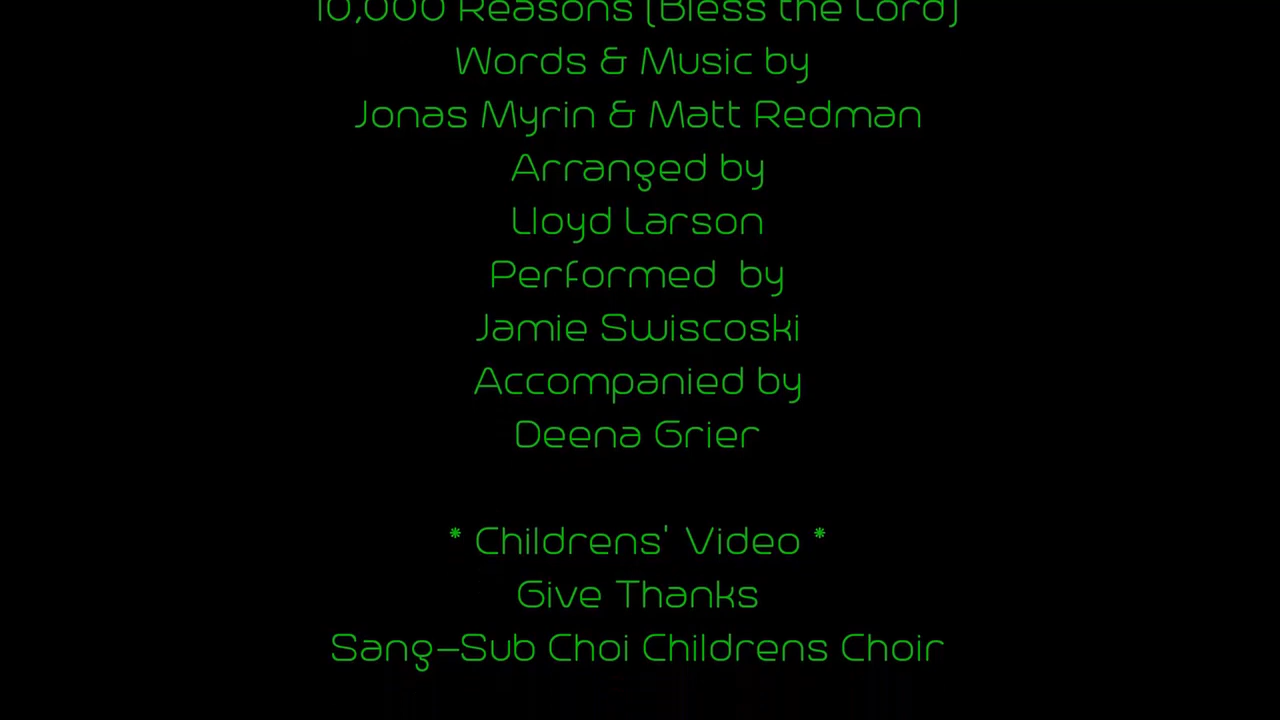 10,000 Reasons (Bless the Lord)
Words & Music by
Jonas Myrin & Matt Redman
Arranged by
Lloyd Larson
Performed by
Jamie Swiscoski
Accompanied by
Deena Grier
* Childrens' Video *
Give Thanks
Sang-Sub Choi Childrens Choir